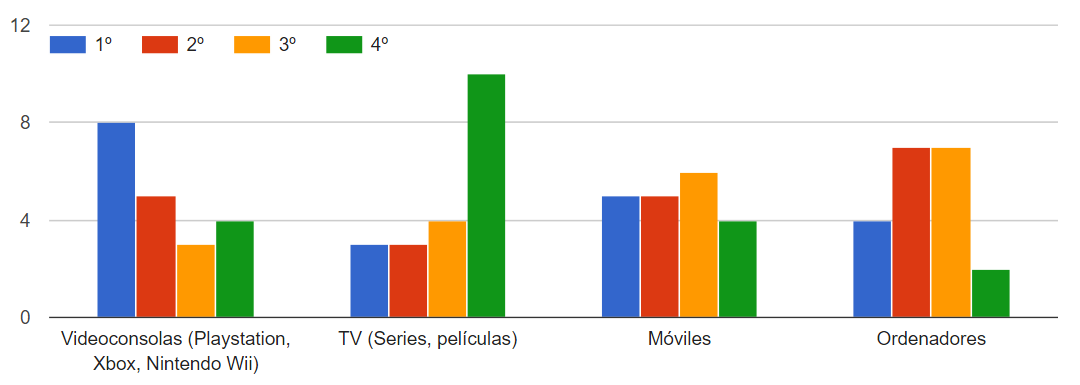 12
1º 2º 3º 4º
8
4
0
Videoconsolas (Playstation,
Xbox, Nintendo Wii)
TV (Series, películas)
Móviles
Ordenadores